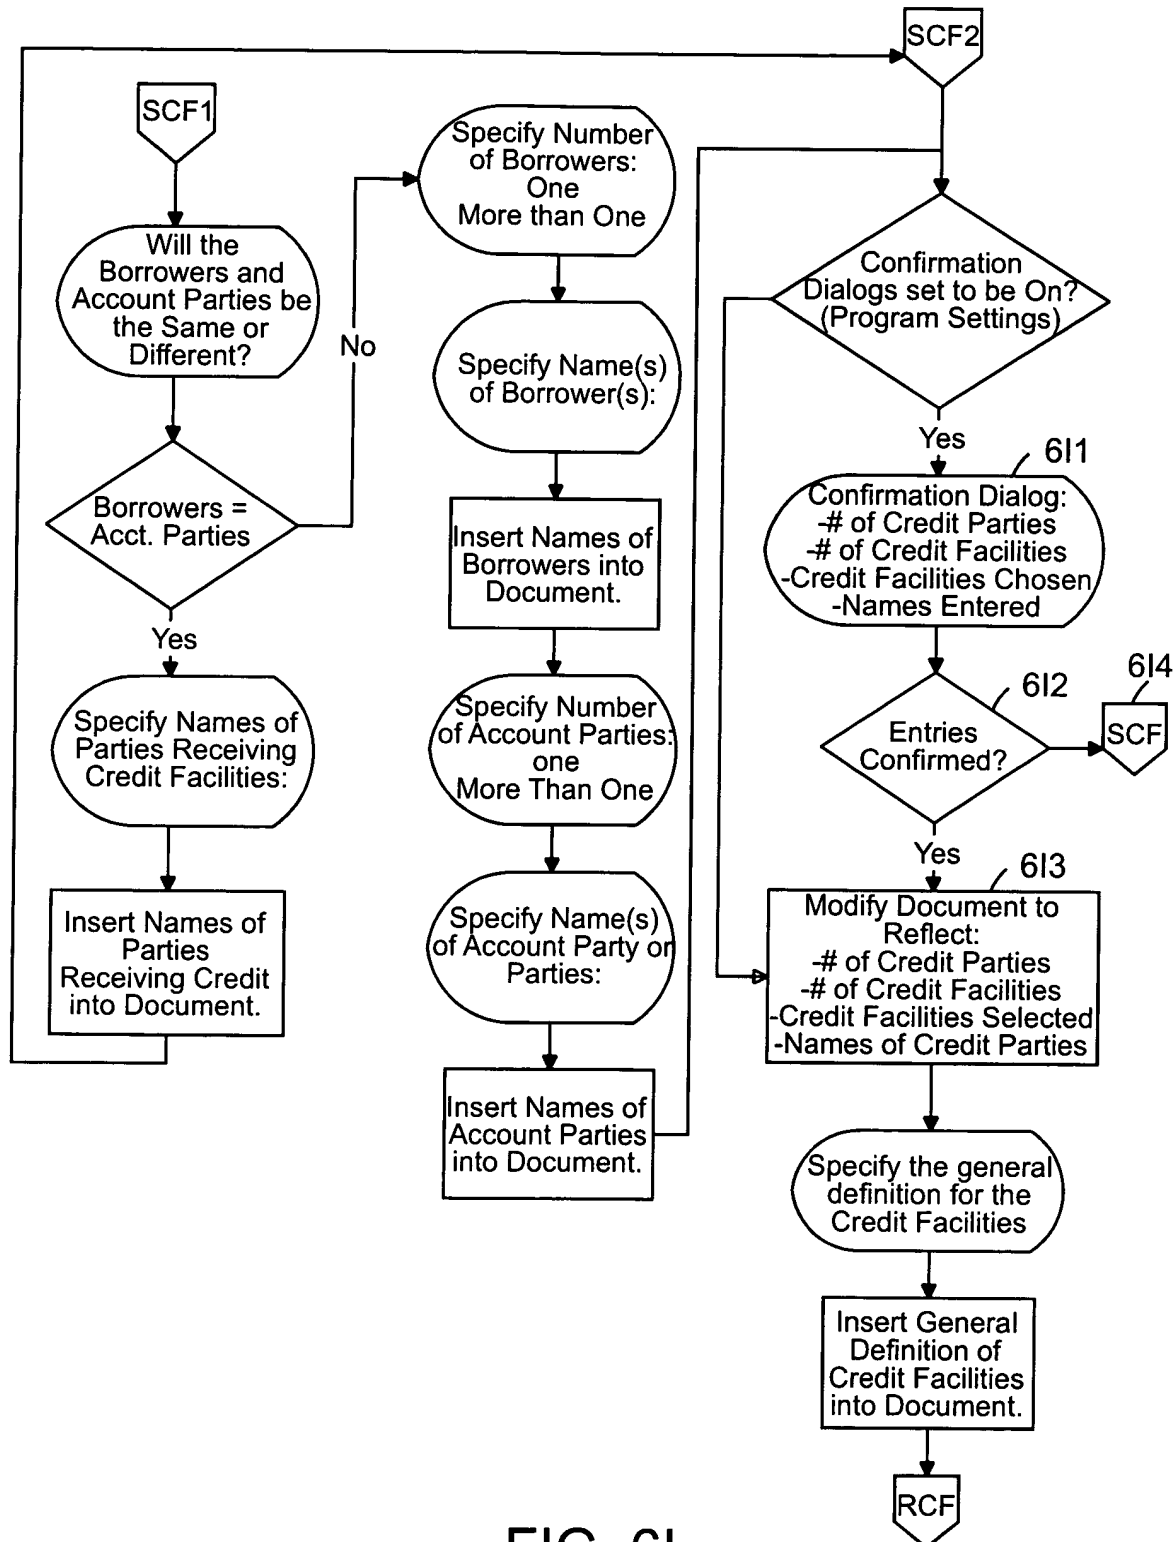 SCF1
Will the
Borrowers and
Account Parties be
the Same or
Different?
No
Borrowers =
Acct. Parties
Yes
Specify Names of
Parties Receiving
Credit Facilities:
Insert Names of
Parties
Receiving Credit
into Document.
Specify Number
of Borrowers:
One
More than One
Specify Name(s)
of Borrower(s):
Insert Names of
Borrowers into
Document.
Specify Number
of Account Parties:
one
More Than One
Specify Name(s)
of Account Party or
Parties:
Insert Names of
Account Parties
into Document.
SCF2
Confirmation
Dialogs set to be On?
(Program Settings)
Yes
6I1
Confirmation Dialog:
-# of Credit Parties
-# of Credit Facilities
-Credit Facilities Chosen
-Names Entered
6I2
Entries
Confirmed?
6I4
SCF
Yes
6I3
Modify Document to
Reflect:
-# of Credit Parties
-# of Credit Facilities
-Credit Facilities Selected
-Names of Credit Parties
Specify the general
definition for the
Credit Facilities
Insert General
Definition of
Credit Facilities
into Document.
RCF
FIG. 6I